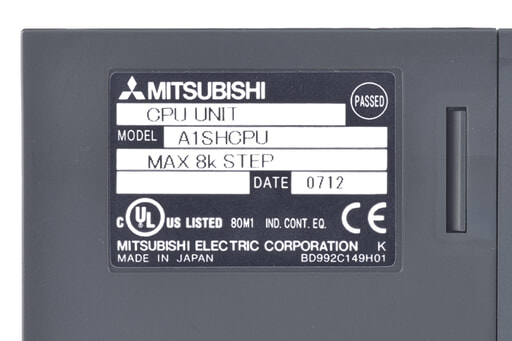 MITSUBISHI
PASSED
CPU UNIT
MODEL A1SHCPU
MAX 8k STEP
DATE 0712
c UL US LISTED 80M1 IND. CONT. EQ. CE
MITSUBISHI ELECTRIC CORPORATION K
MADE IN JAPAN BD992C149H01